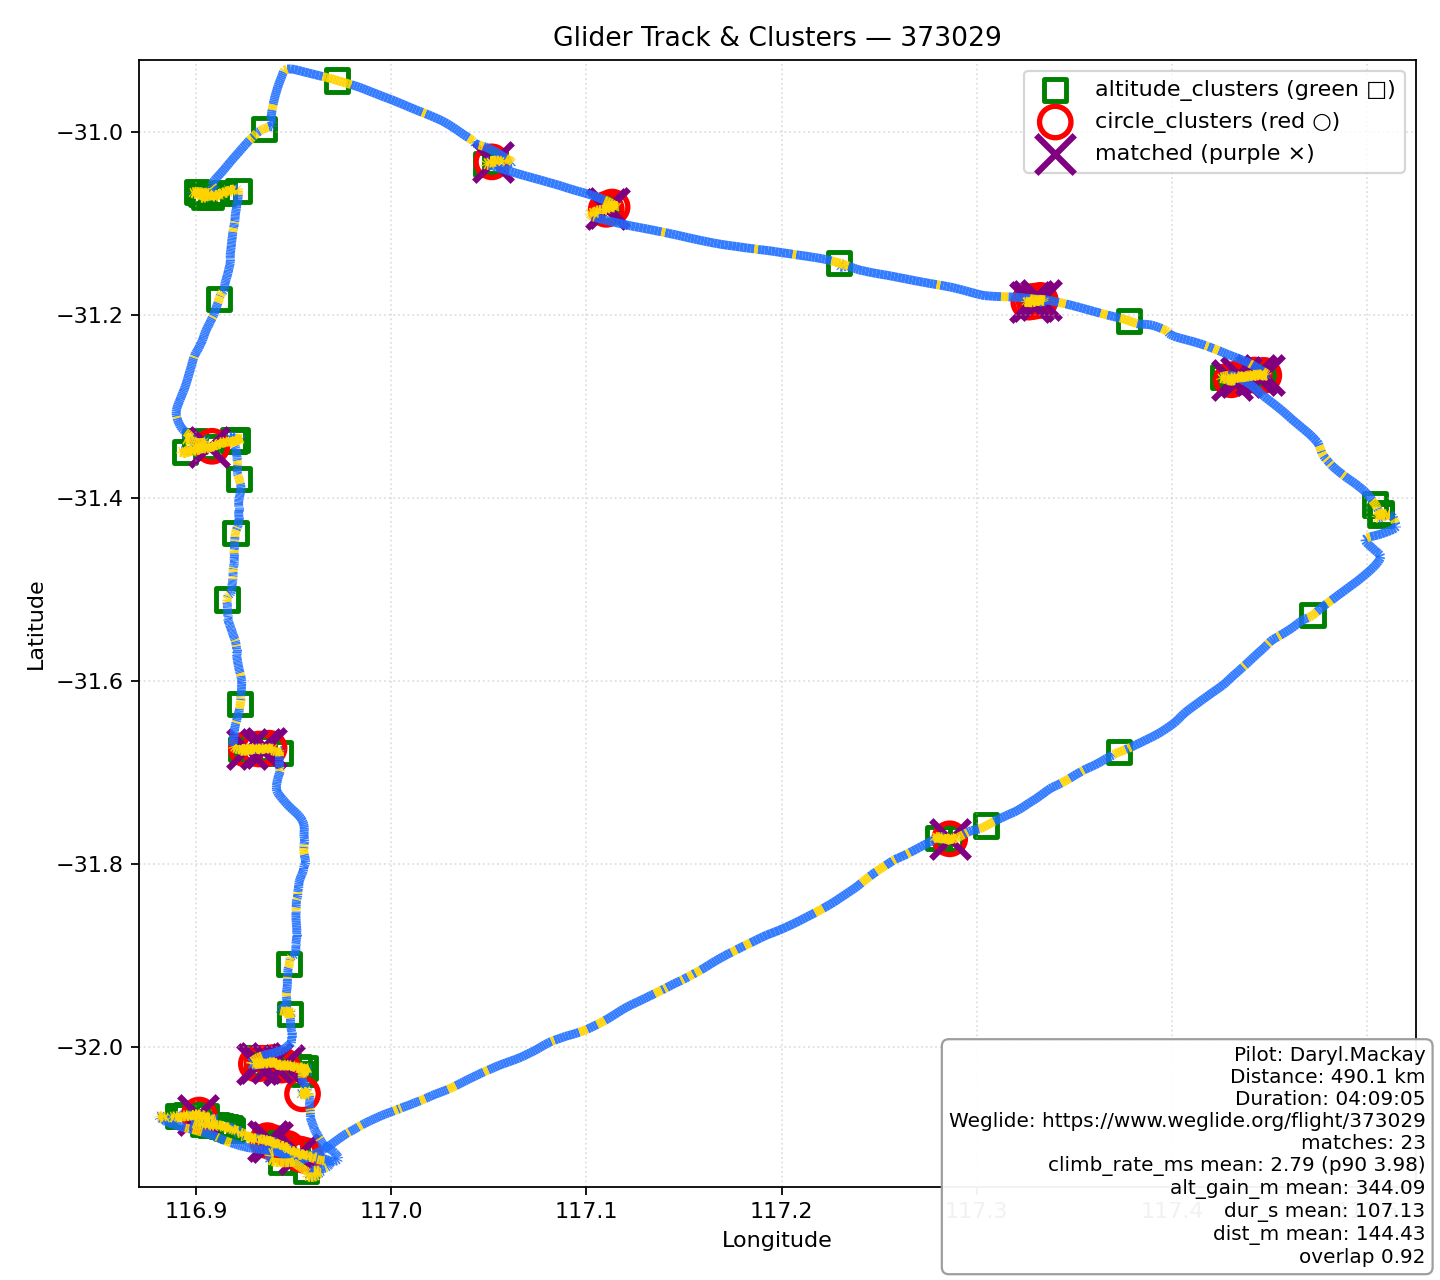 Glider Track & Clusters — 373029
altitude_clusters (green □)
circle_clusters (red ○)
matched (purple ×)
−31.0
−31.2
−31.4
−31.6
−31.8
−32.0
Latitude
116.9
117.0
117.1
117.2
117.3
117.4
Longitude
Pilot: Daryl.Mackay
Distance: 490.1 km
Duration: 04:09:05
Weglide: https://www.weglide.org/flight/373029
matches: 23
climb_rate_ms mean: 2.79 (p90 3.98)
alt_gain_m mean: 344.09
dur_s mean: 107.13
dist_m mean: 144.43
overlap 0.92